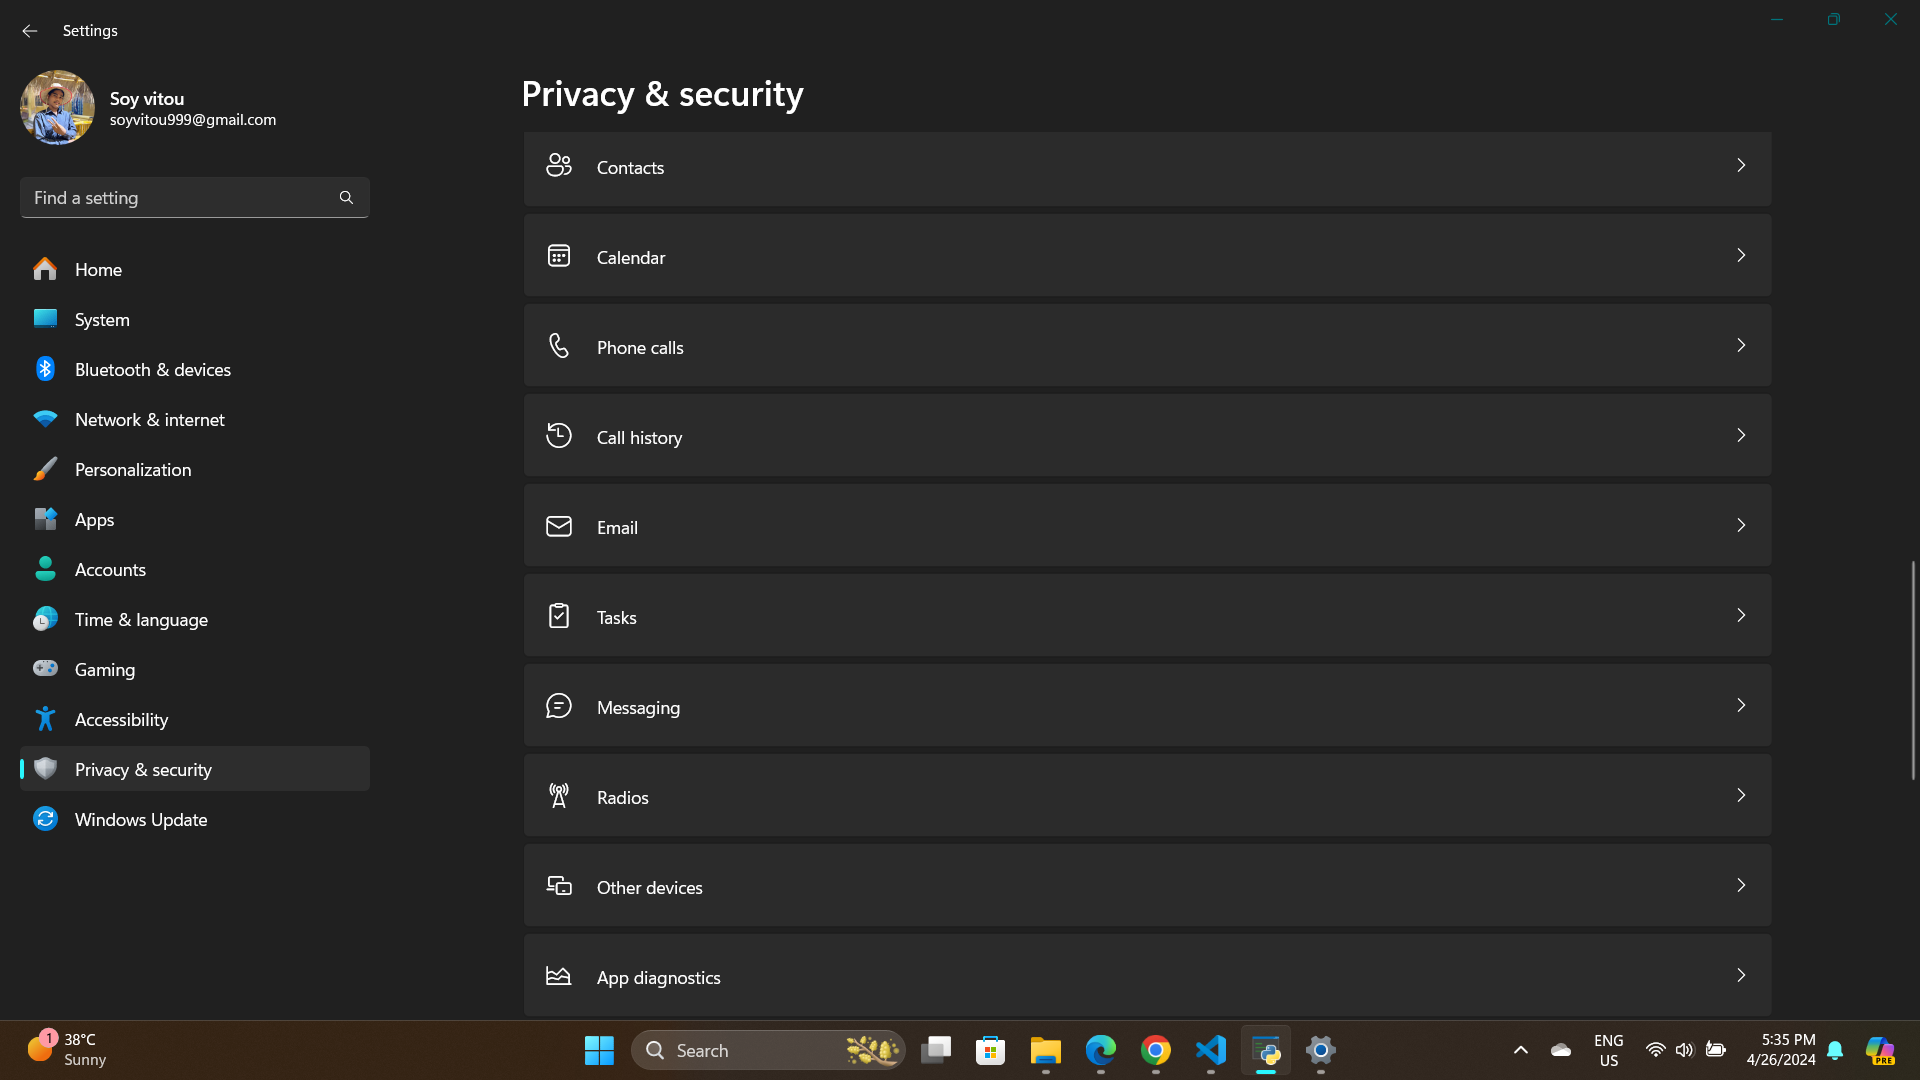 Settings
Soy vitou
soyvitou999@gmail.com
Find a setting
Home
System
Bluetooth & devices
Network & internet
Personalization
Apps
Accounts
Time & language
Gaming
Accessibility
Privacy & security
Windows Update
Privacy & security
Contacts
Calendar
Phone calls
Call history
Email
Tasks
Messaging
Radios
Other devices
App diagnostics
1
38°C
Sunny
Search
ENG
US
5:35 PM
4/26/2024
PRE